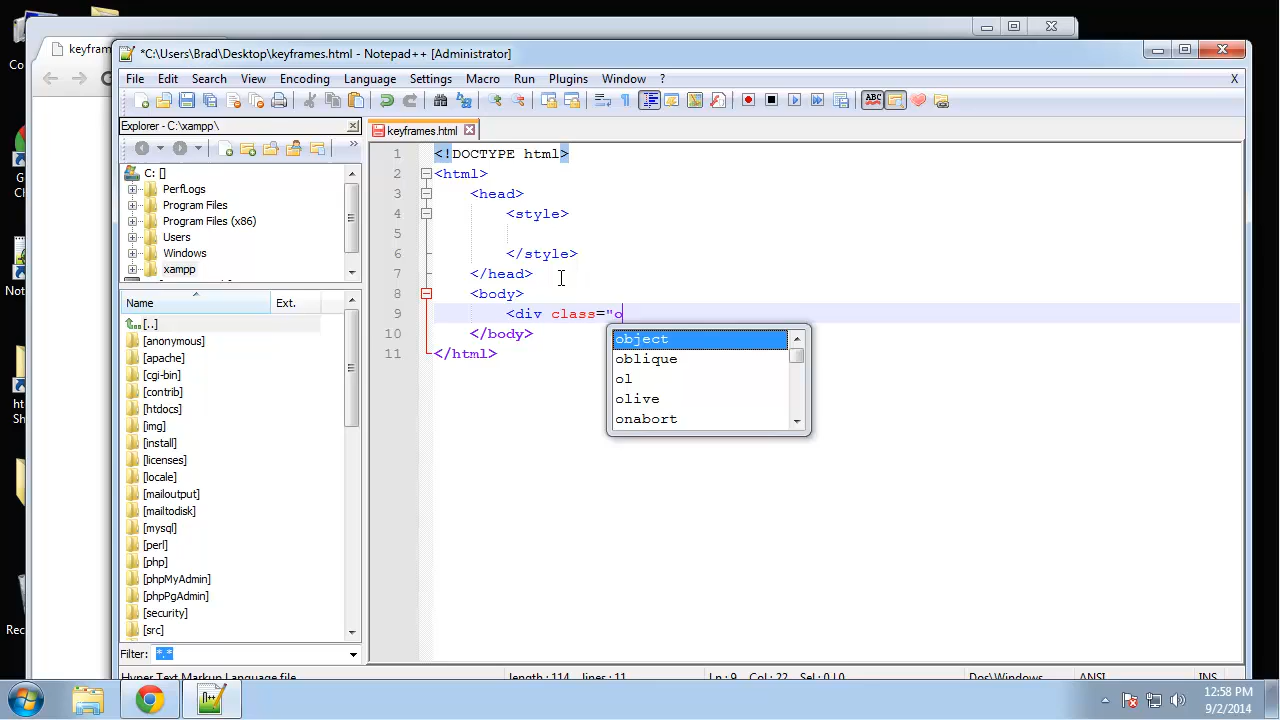 keyfram
*C:\Users\Brad\Desktop\keyframes.html - Notepad++ [Administrator]
File Edit Search View Encoding Language Settings Macro Run Plugins Window ? X
ABC
Explorer - C:\xampp\
keyframes.html
C: []
PerfLogs
Program Files
Program Files (x86)
Users
Windows
xampp
Name Ext.
[..]
[anonymous]
[apache]
[cgi-bin]
[contrib]
[htdocs]
[img]
[install]
[licenses]
[locale]
[mailoutput]
[mailtodisk]
[mysql]
[perl]
[php]
[phpMyAdmin]
[phpPgAdmin]
[security]
[src]
Filter: *.*
1 <!DOCTYPE html>
2 <html>
3 <head>
4 <style>
5
6 </style>
7 </head>
8 <body>
9 <div class="o
10 </body>
11 </html>
object
oblique
ol
olive
onabort
Hyper Text Markup Language file length : 114 lines : 11 Ln : 9 Col : 22 Sel : 0 | 0 Dos\Windows ANSI INS
12:58 PM
9/2/2014